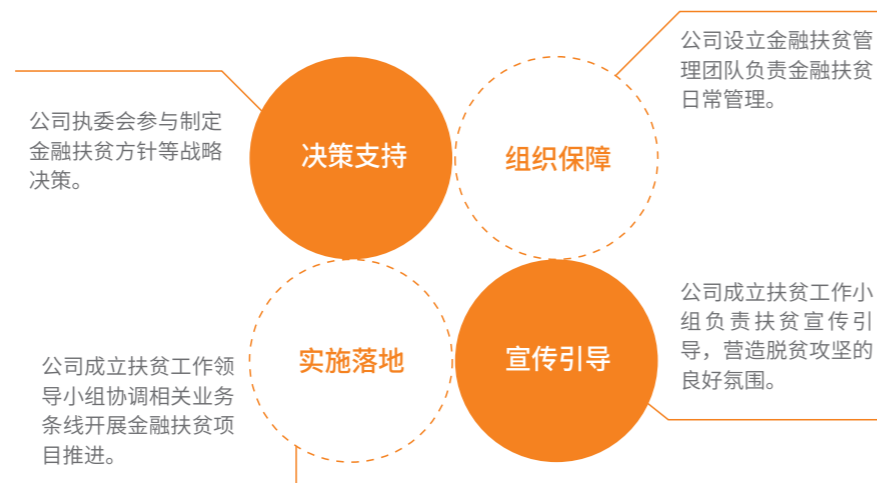 公司执委会参与制定
金融扶贫方针等战略
决策。
决策支持
组织保障
公司设立金融扶贫管
理团队负责金融扶贫
日常管理。
公司成立扶贫工作领
导小组协调相关业务
条线开展金融扶贫项
目推进。
实施落地
宣传引导
公司成立扶贫工作小
组负责扶贫宣传引
导，营造脱贫攻坚的
良好氛围。